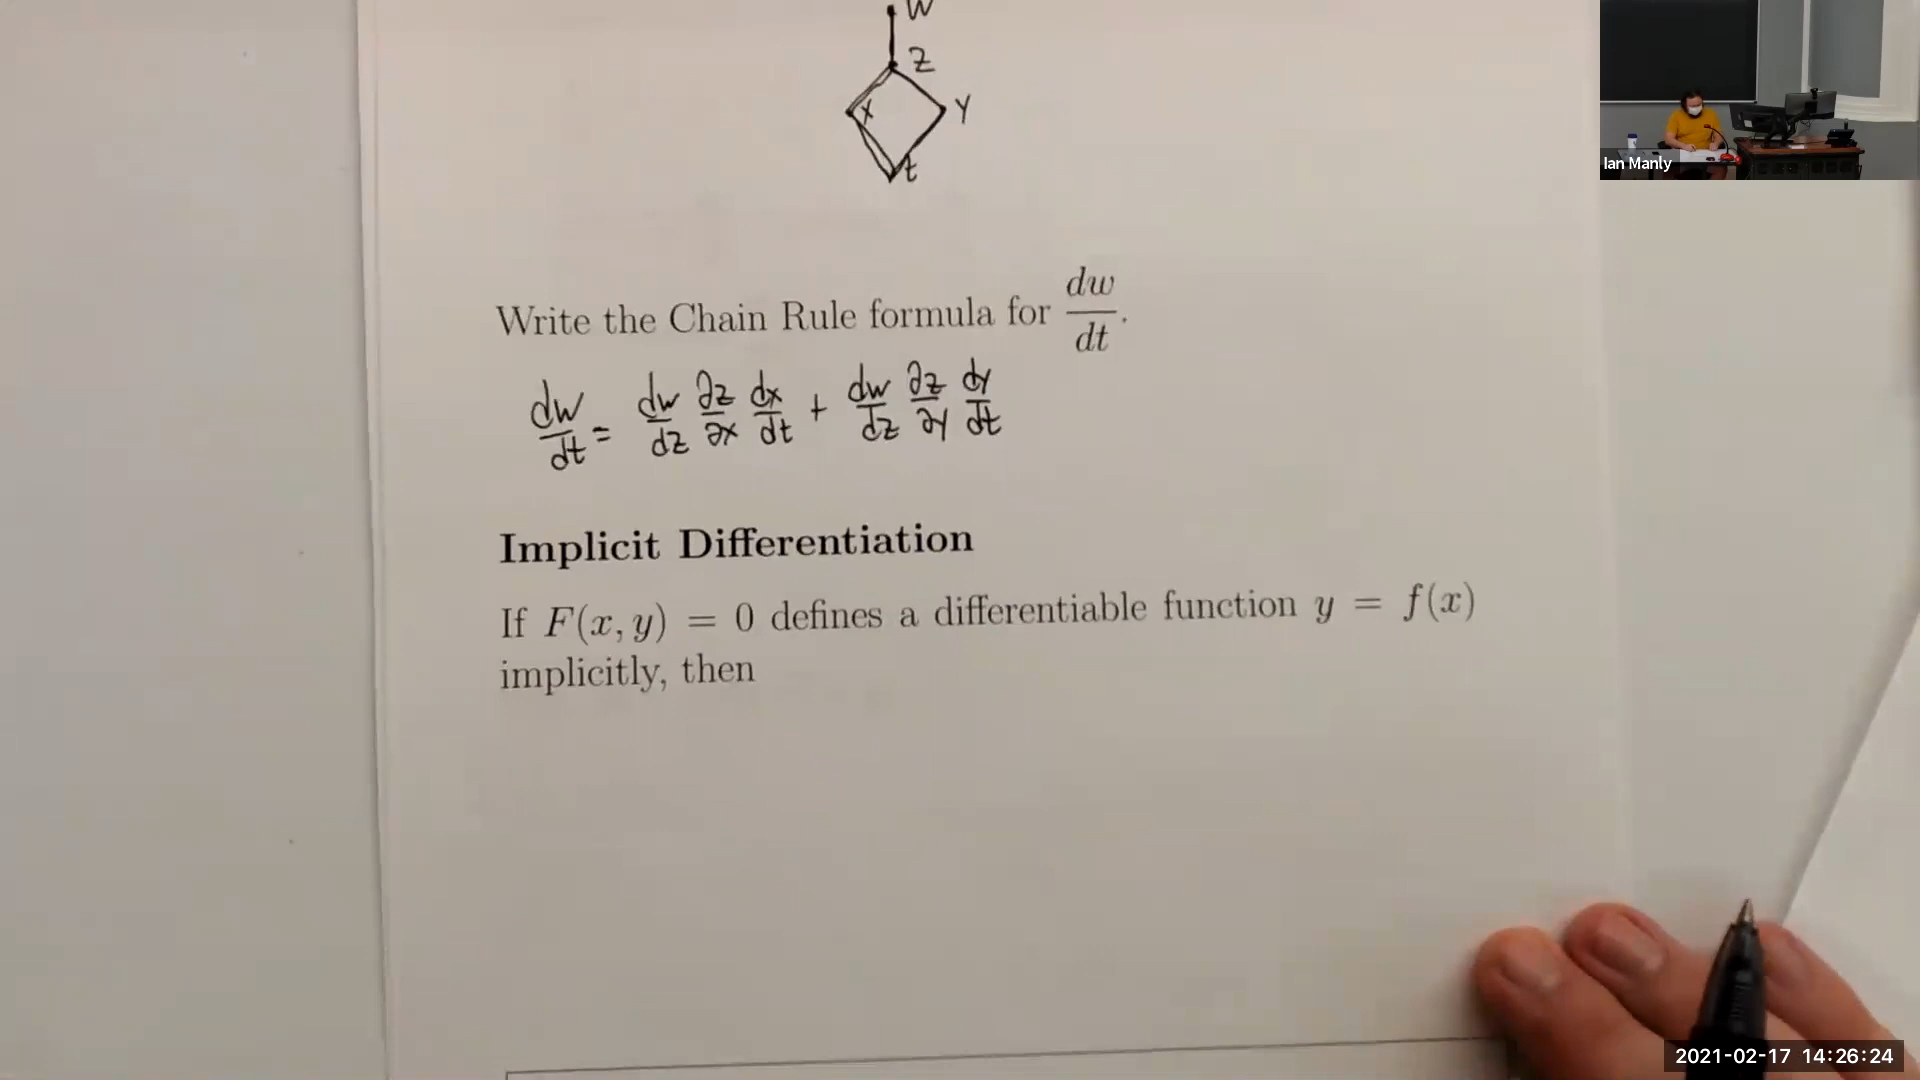 W
Z
x
Y
t
Ian Manly
Write the Chain Rule formula for dw/dt.
dw/dt = dw/dz ∂z/∂x dx/dt + dw/dz ∂z/∂y dy/dt
Implicit Differentiation
If F(x, y) = 0 defines a differentiable function y = f(x)
implicitly, then
2021-02-17 14:26:24